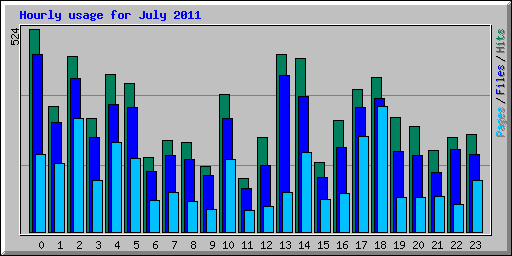 Hourly usage for July 2011
524
Pages/Files/Hits
0 1 2 3 4 5 6 7 8 9 10 11 12 13 14 15 16 17 18 19 20 21 22 23